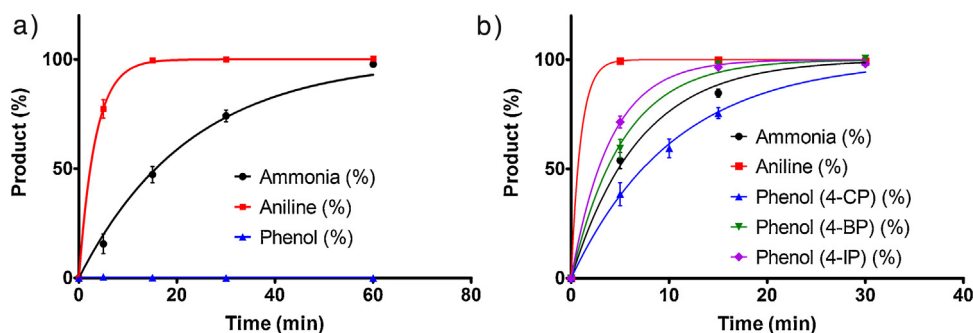 a)
Product (%)
100
50
0
0
20
40
60
80
Time (min)
Ammonia (%)
Aniline (%)
Phenol (%)
b)
Product (%)
100
50
0
0
10
20
30
40
Time (min)
Ammonia (%)
Aniline (%)
Phenol (4-CP) (%)
Phenol (4-BP) (%)
Phenol (4-IP) (%)